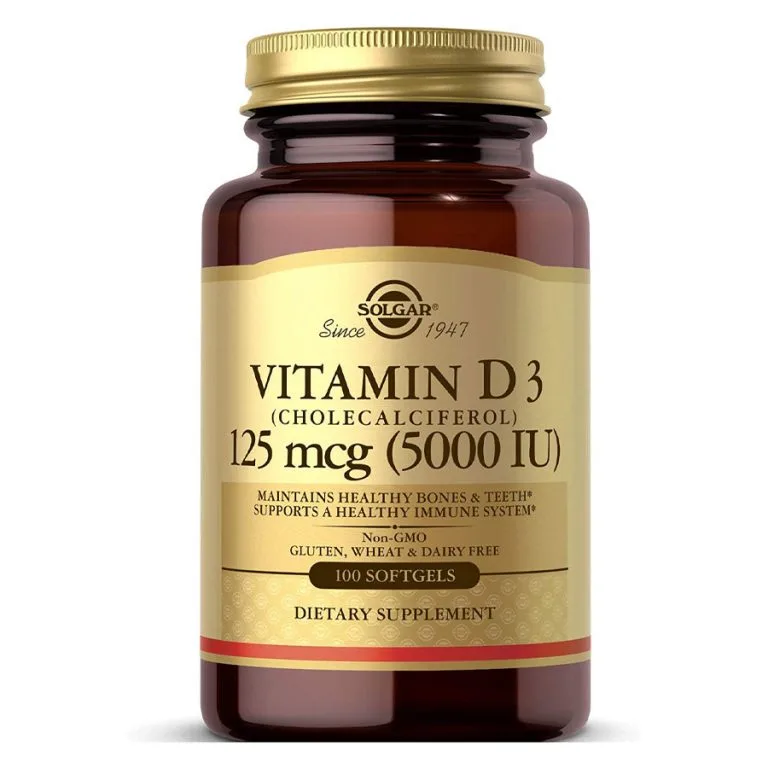 SOLGAR®
Since 1947
VITAMIN D 3
(CHOLECALCIFEROL)
125 mcg (5000 IU)
MAINTAINS HEALTHY BONES & TEETH*
SUPPORTS A HEALTHY IMMUNE SYSTEM*
Non-GMO
GLUTEN, WHEAT & DAIRY FREE
100 SOFTGELS
DIETARY SUPPLEMENT